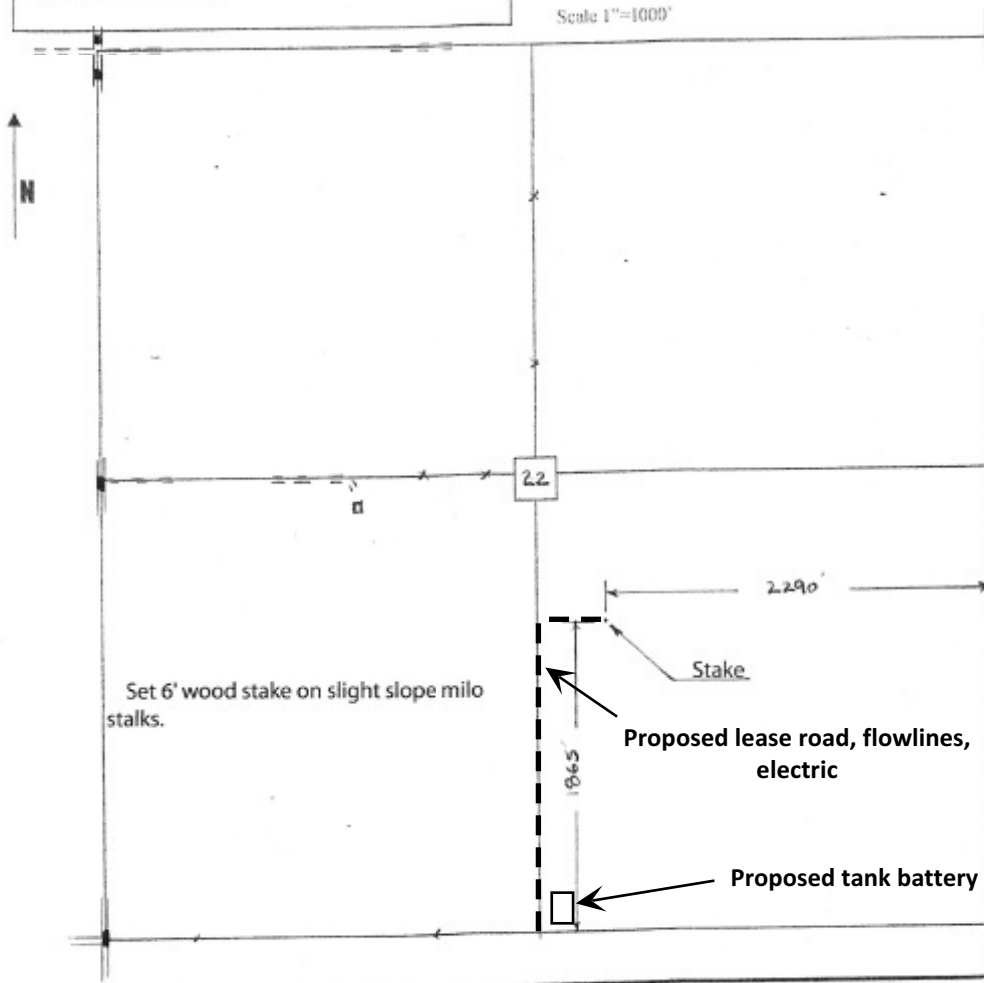 Scale 1"=1000'
N
22
2290'
Stake
Set 6' wood stake on slight slope milo
stalks.
Proposed lease road, flowlines,
electric
1865'
Proposed tank battery